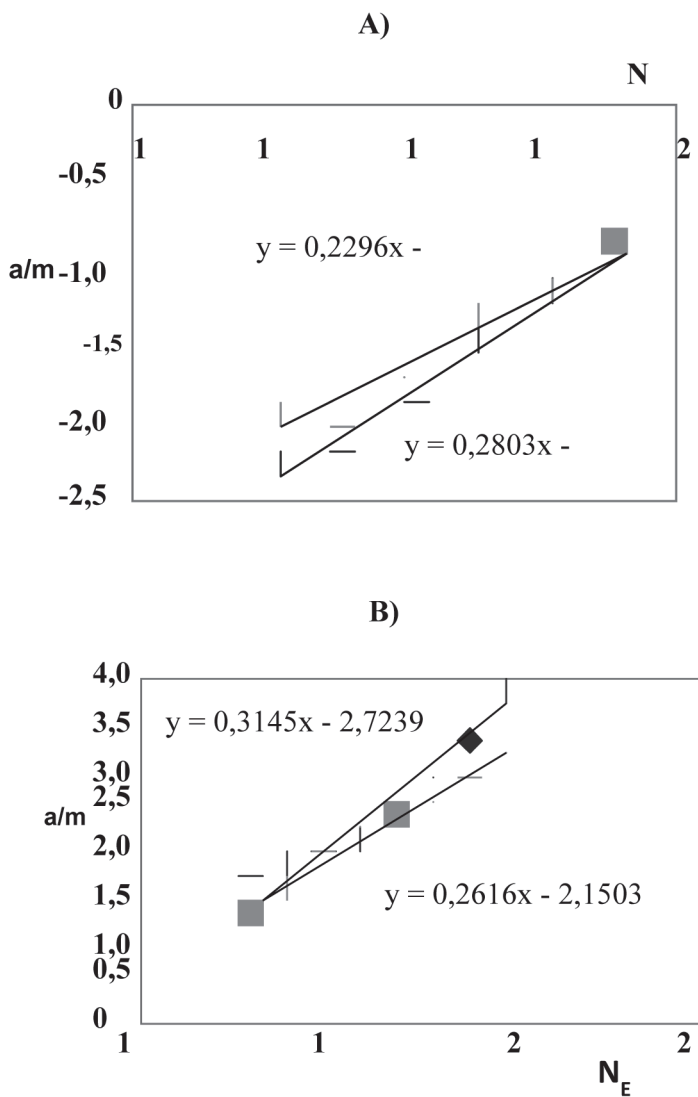 A)
N
0
1 1 1 1 2
-0,5
y = 0,2296x -
a/m -1,0
-1,5
-2,0
y = 0,2803x -
-2,5
B)
4,0
y = 0,3145x - 2,7239
3,5
3,0
2,5
a/m
2,0
y = 0,2616x - 2,1503
1,5
1,0
0,5
0
1 1 2 2
N_E